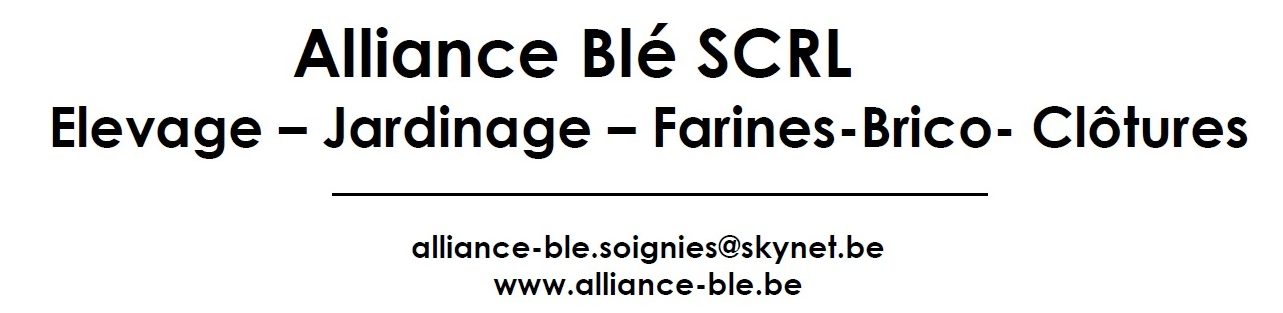 Alliance Blé SCRL
Elevage – Jardinage – Farines-Brico- Clôtures
alliance-ble.soignies@skynet.be
www.alliance-ble.be